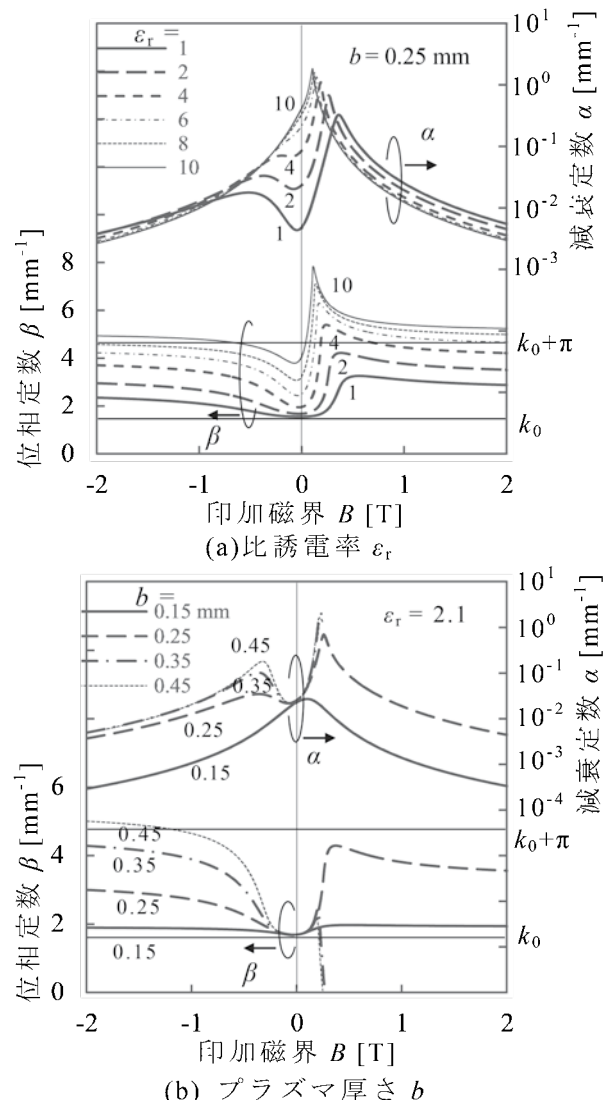 εr =
1
2
4
6
8
10
b = 0.25 mm
10
4
2
1
α
10^1
10^0
10^-1
10^-2
10^-3
減衰定数 α [mm^-1]
8
6
4
2
0
位相定数 β [mm^-1]
10
4
2
1
β
k0+π
k0
-2 -1 0 1 2
印加磁界 B [T]
(a)比誘電率 εr
b =
0.15 mm
0.25
0.35
0.45
εr = 2.1
0.45
0.35
0.25
0.15
α
10^1
10^0
10^-1
10^-2
10^-3
10^-4
減衰定数 α [mm^-1]
6
4
2
0
位相定数 β [mm^-1]
0.45
0.35
0.25
0.15
β
k0+π
k0
-2 -1 0 1 2
印加磁界 B [T]
(b) プラズマ厚さ b